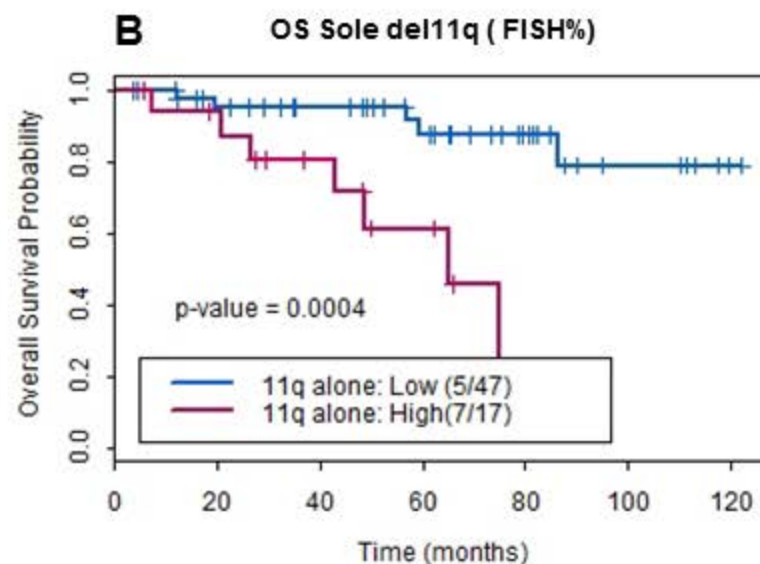 B
OS Sole del11q ( FISH%)
Overall Survival Probability
1.0
0.8
0.6
0.4
0.2
0.0
p-value = 0.0004
11q alone: Low (5/47)
11q alone: High(7/17)
0 20 40 60 80 100 120
Time (months)